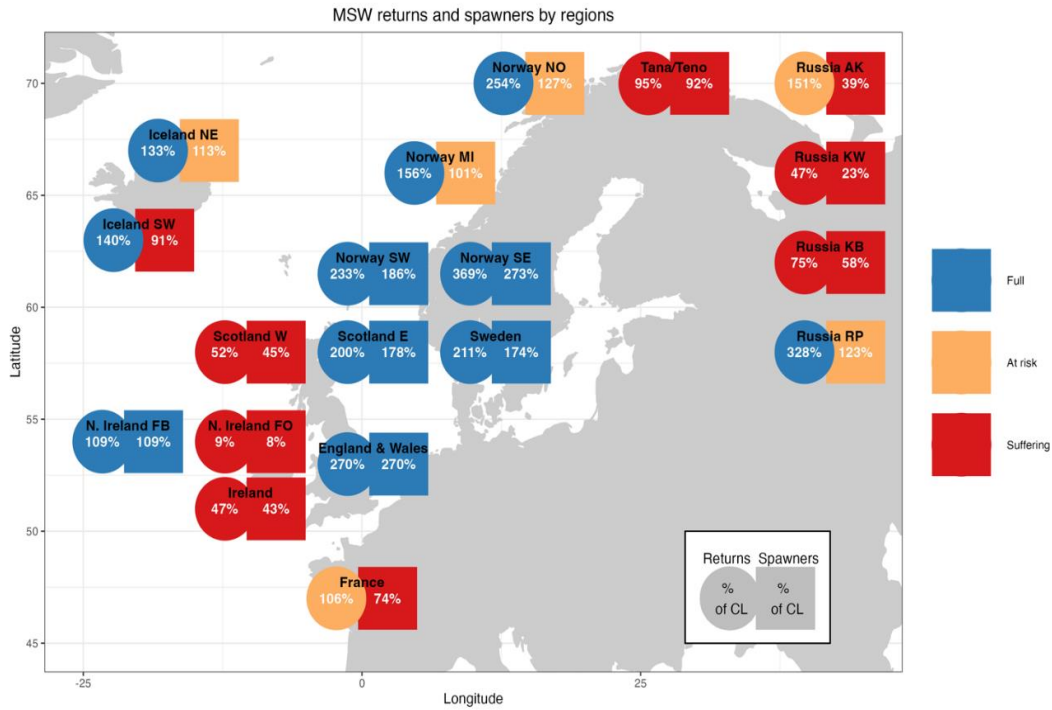 MSW returns and spawners by regions
Norway NO
254% 127%
Tana/Teno
95% 92%
Russia AK
151% 39%
Iceland NE
133% 113%
Norway MI
156% 101%
Russia KW
47% 23%
Iceland SW
140% 91%
Norway SW
233% 186%
Norway SE
369% 273%
Russia KB
75% 58%
Scotland W
52% 45%
Scotland E
200% 178%
Sweden
211% 174%
Russia RP
328% 123%
N. Ireland FB
109% 109%
N. Ireland FO
9% 8%
England & Wales
270% 270%
Ireland
47% 43%
France
106% 74%
Returns Spawners
% %
of CL of CL
Full
At risk
Suffering
Latitude
70
65
60
55
50
45
-25 0 25
Longitude